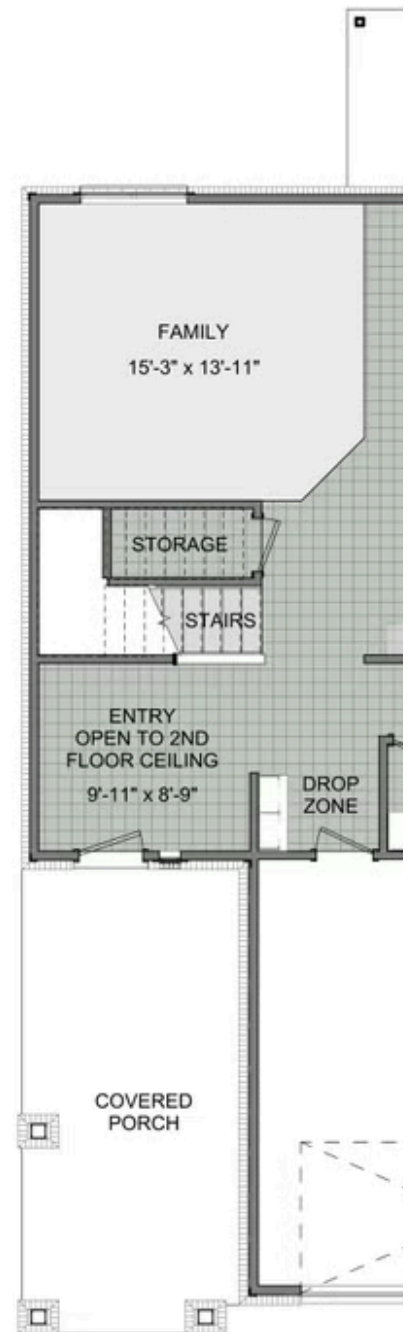 FAMILY
15'-3" x 13'-11"
STORAGE
STAIRS
ENTRY
OPEN TO 2ND
FLOOR CEILING
9'-11" x 8'-9"
DROP
ZONE
COVERED
PORCH